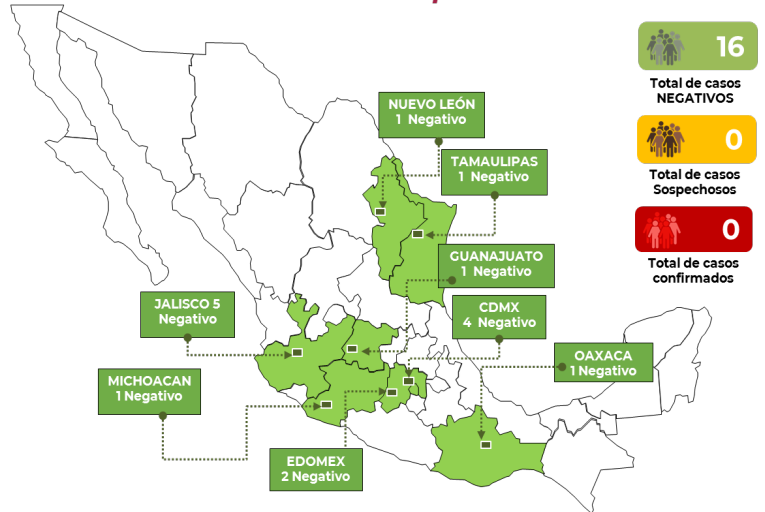 16
Total de casos
NEGATIVOS
0
Total de casos
Sospechosos
0
Total de casos
confirmados
NUEVO LEÓN
1 Negativo
TAMAULIPAS
1 Negativo
GUANAJUATO
1 Negativo
JALISCO 5
Negativo
CDMX
4 Negativo
OAXACA
1 Negativo
MICHOACAN
1 Negativo
EDOMEX
2 Negativo